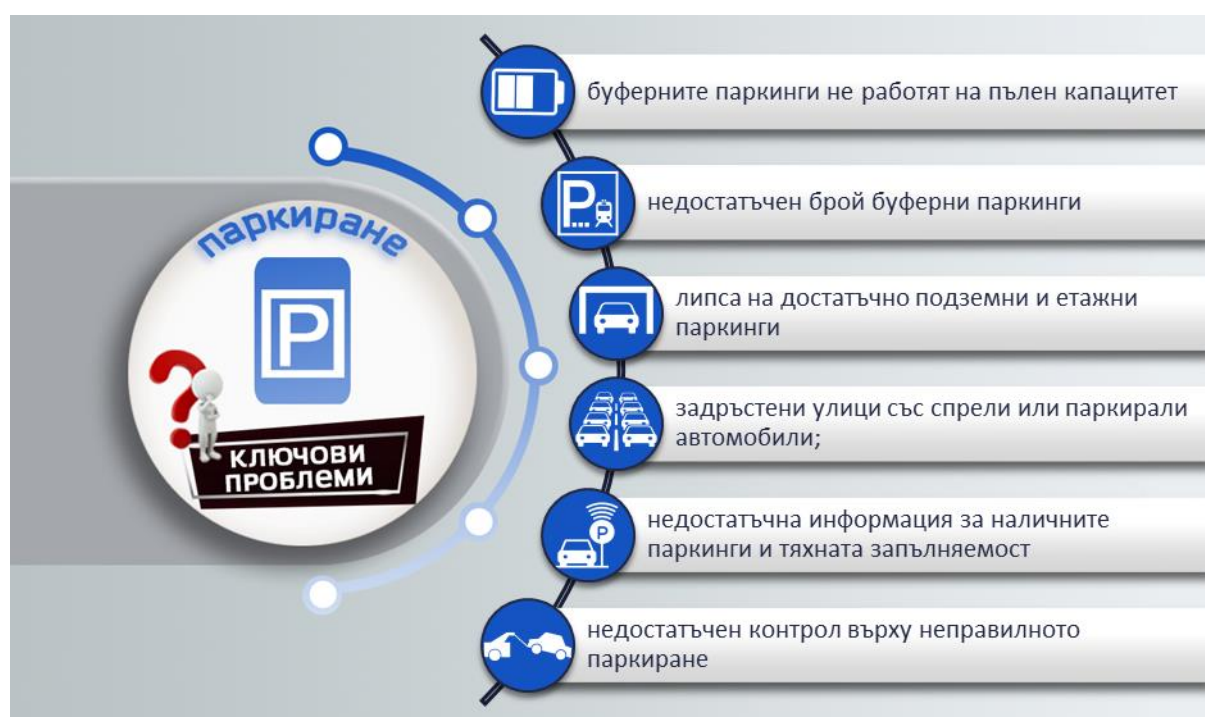 паркиране
P
КЛЮЧОВИ
ПРОБЛЕМИ
буферните паркинги не работят на пълен капацитет
P...
недостатъчен брой буферни паркинги
липса на достатъчно подземни и етажни
паркинги
задръстени улици със спрели или паркирали
автомобили;
P
недостатъчна информация за наличните
паркинги и тяхната запълняемост
недостатъчен контрол върху неправилното
паркиране